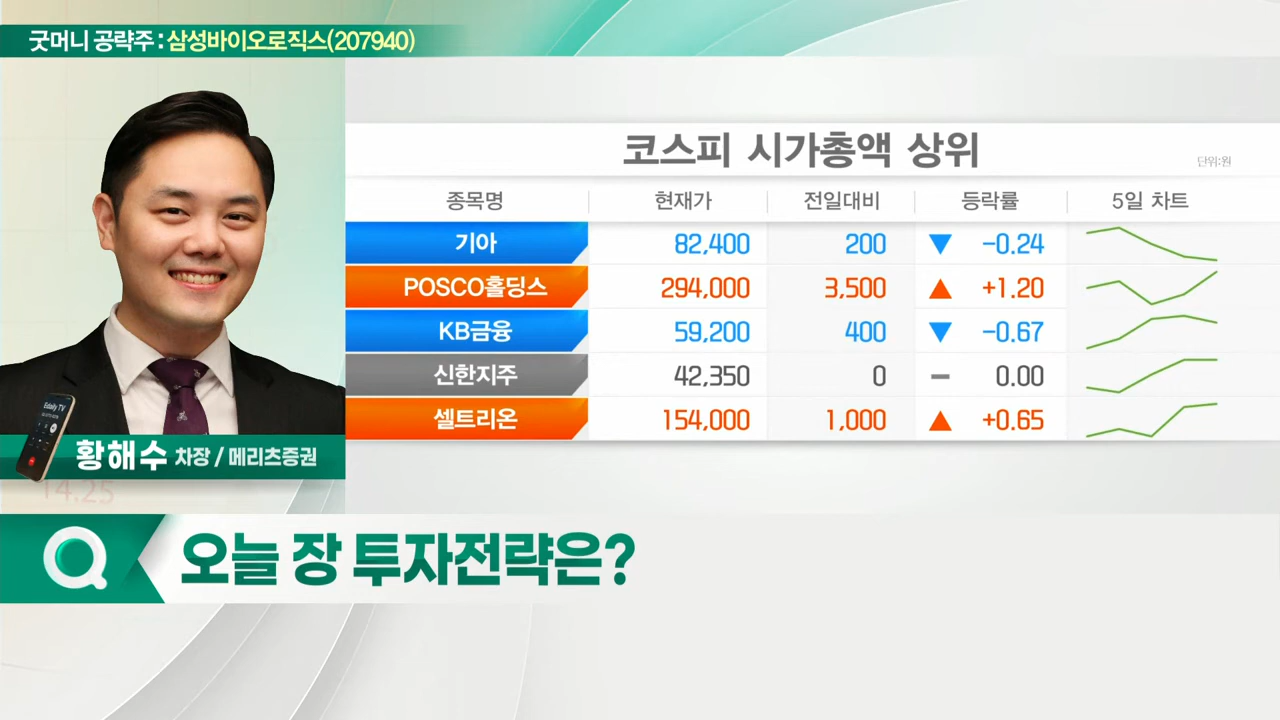 굿머니 공략주 : 삼성바이오로직스(207940)
코스피 시가총액 상위
단위:원
종목명 현재가 전일대비 등락률 5일 차트
기아 82,400 200 ▼ -0.24
POSCO홀딩스 294,000 3,500 ▲ +1.20
KB금융 59,200 400 ▼ -0.67
신한지주 42,350 0 - 0.00
셀트리온 154,000 1,000 ▲ +0.65
Edaily TV
황해수 차장 / 메리츠증권
14.25
Q 오늘 장 투자전략은?